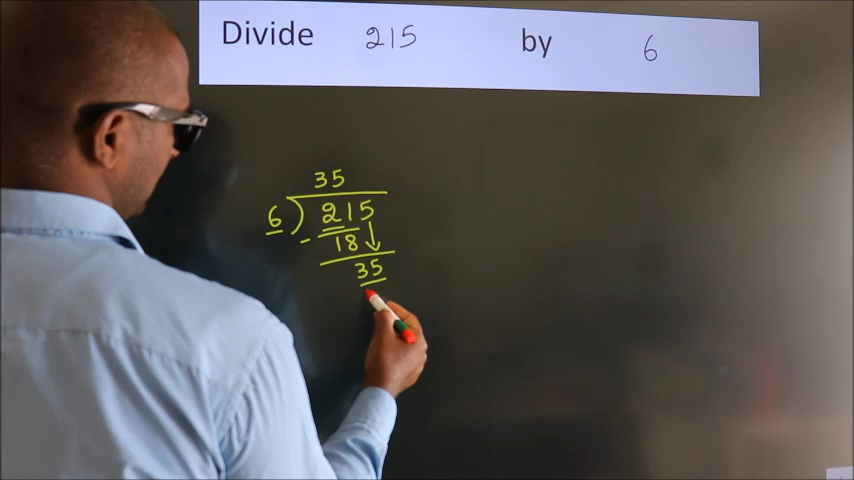 Divide 215 by 6
35
6 ) 215
- 18 ↓
35